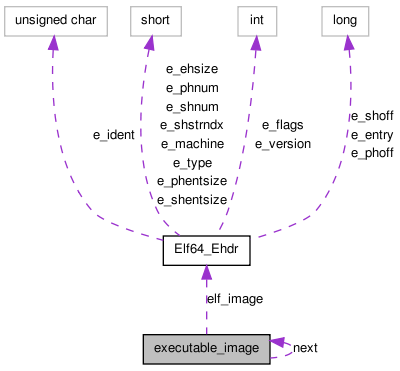 unsigned char
short
int
long
e_ident
e_ehsize
e_phnum
e_shnum
e_shstrndx
e_machine
e_type
e_phentsize
e_shentsize
e_flags
e_version
e_shoff
e_entry
e_phoff
Elf64_Ehdr
elf_image
executable_image
next